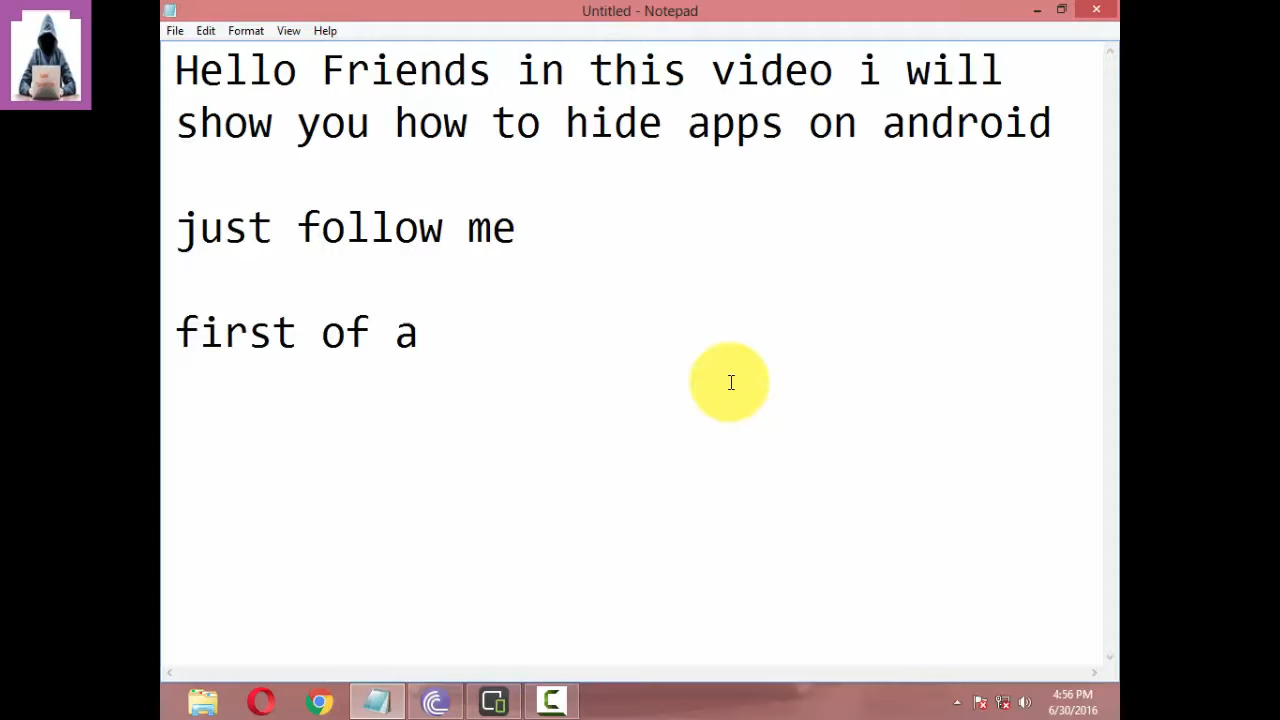 Untitled - Notepad
File Edit Format View Help
Hello Friends in this video i will
show you how to hide apps on android
just follow me
first of a
4:56 PM
6/30/2016